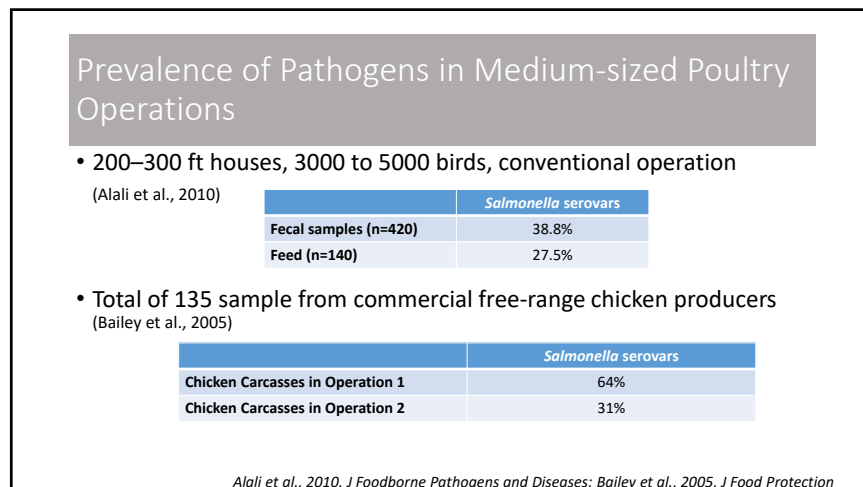 Prevalence of Pathogens in Medium-sized Poultry
Operations
• 200–300 ft houses, 3000 to 5000 birds, conventional operation
(Alali et al., 2010)
Salmonella serovars
Fecal samples (n=420) 38.8%
Feed (n=140) 27.5%
• Total of 135 sample from commercial free-range chicken producers
(Bailey et al., 2005)
Salmonella serovars
Chicken Carcasses in Operation 1 64%
Chicken Carcasses in Operation 2 31%
Alali et al., 2010. J Foodborne Pathogens and Diseases; Bailey et al., 2005. J Food Protection